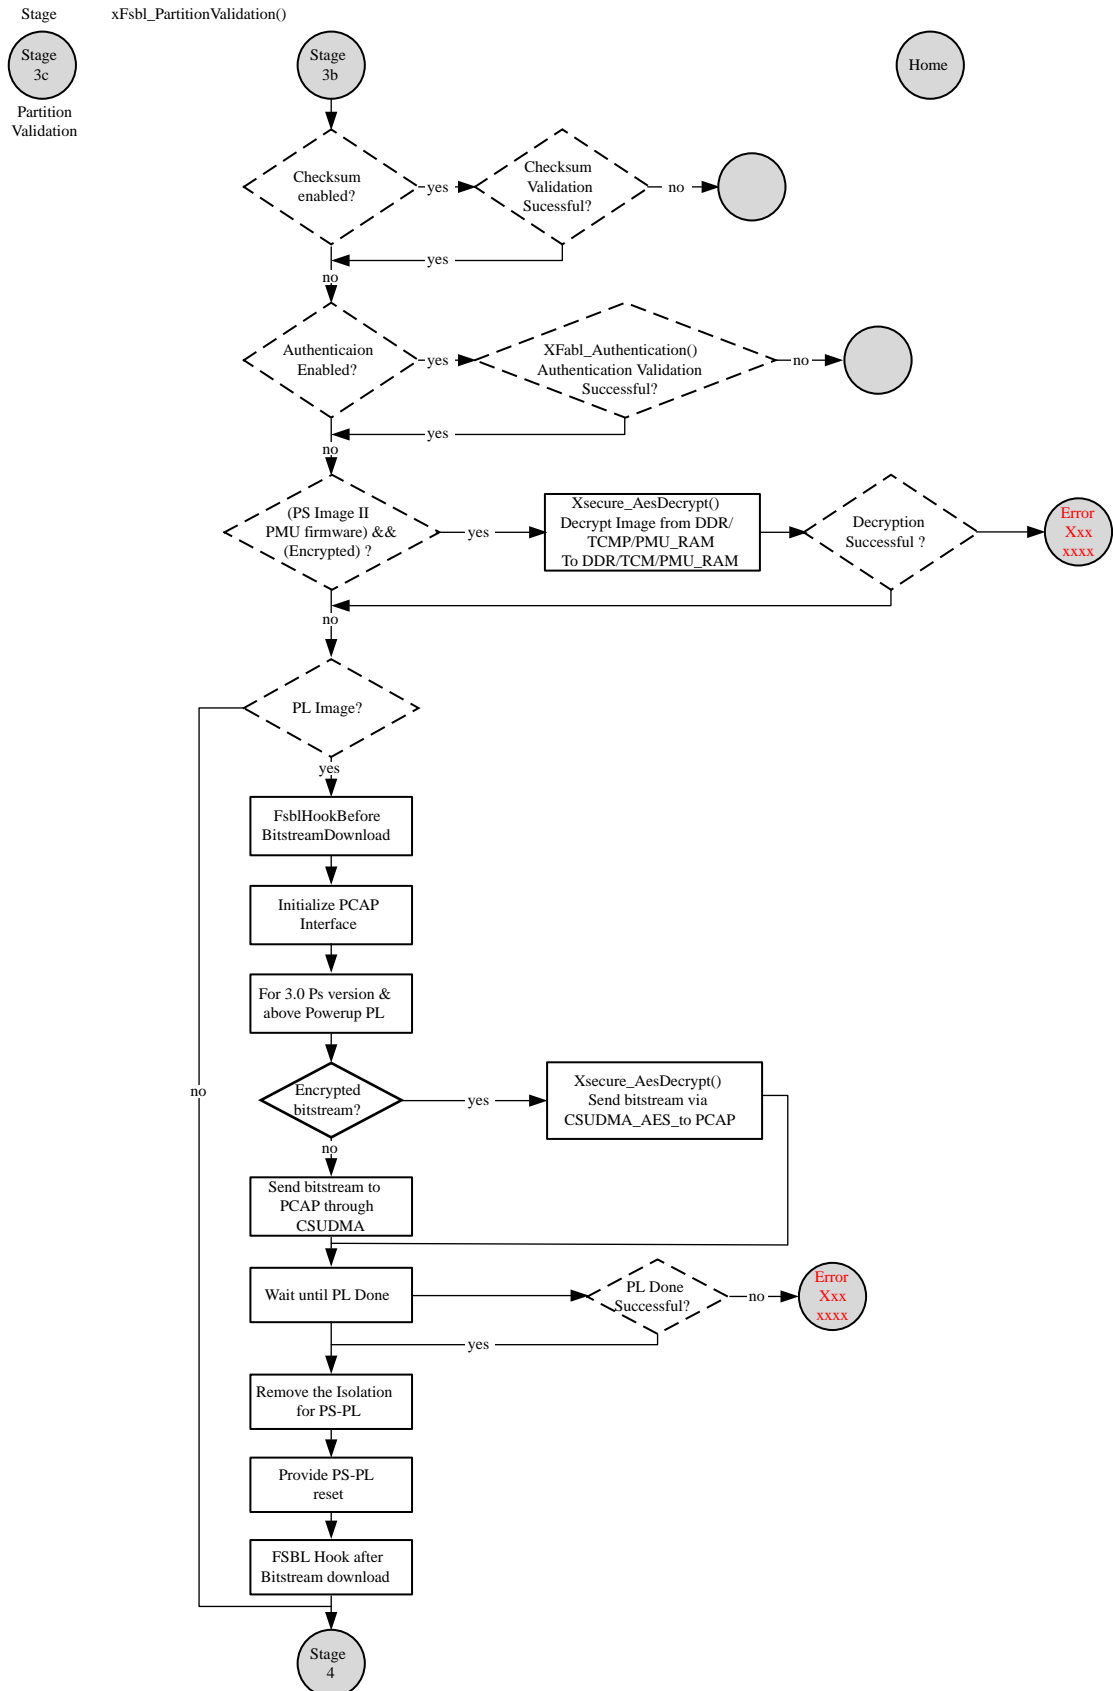 Stage
xFsbl_PartitionValidation()
Stage
3c
Partition
Validation
Stage
3b
Home
Checksum
enabled?
yes
Checksum
Validation
Sucessful?
no
yes
no
Authenticaion
Enabled?
yes
XFabl_Authentication()
Authentication Validation
Successful?
no
yes
no
(PS Image II
PMU firmware) &&
(Encrypted) ?
yes
Xsecure_AesDecrypt()
Decrypt Image from DDR/
TCMP/PMU_RAM
To DDR/TCM/PMU_RAM
Decryption
Successful ?
Error
Xxx
xxxx
no
PL Image?
yes
FsblHookBefore
BitstreamDownload
Initialize PCAP
Interface
For 3.0 Ps version &
above Powerup PL
no
Encrypted
bitstream?
yes
Xsecure_AesDecrypt()
Send bitstream via
CSUDMA_AES_to PCAP
no
Send bitstream to
PCAP through
CSUDMA
Wait until PL Done
PL Done
Successful?
no
Error
Xxx
xxxx
yes
Remove the Isolation
for PS-PL
Provide PS-PL
reset
FSBL Hook after
Bitstream download
Stage
4